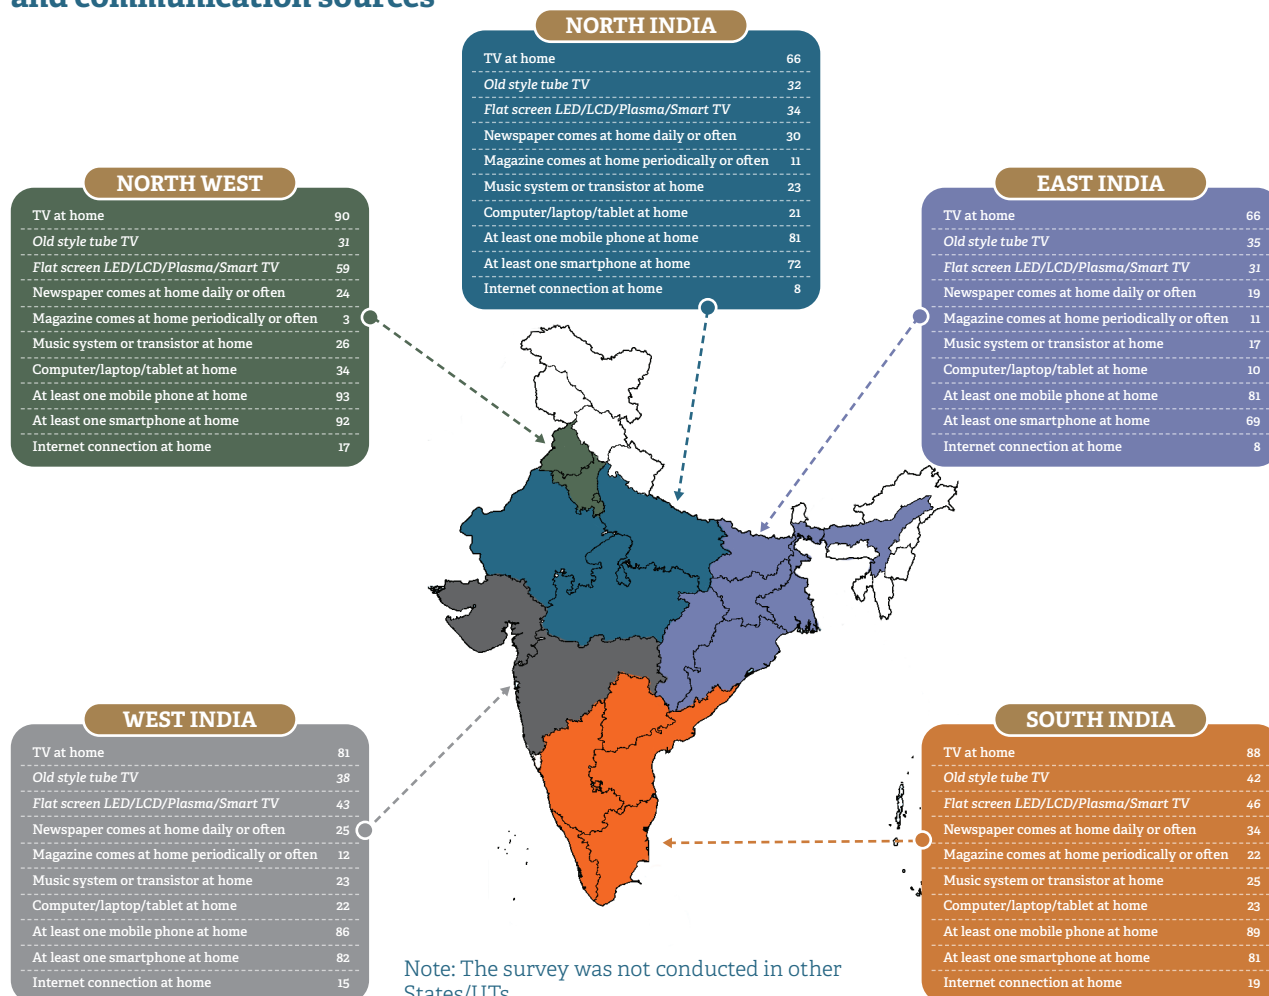 and communication sources
NORTH INDIA
TV at home 66
Old style tube TV 32
Flat screen LED/LCD/Plasma/Smart TV 34
Newspaper comes at home daily or often 30
Magazine comes at home periodically or often 11
Music system or transistor at home 23
Computer/laptop/tablet at home 21
At least one mobile phone at home 81
At least one smartphone at home 72
Internet connection at home 8
NORTH WEST
TV at home 90
Old style tube TV 31
Flat screen LED/LCD/Plasma/Smart TV 59
Newspaper comes at home daily or often 24
Magazine comes at home periodically or often 3
Music system or transistor at home 26
Computer/laptop/tablet at home 34
At least one mobile phone at home 93
At least one smartphone at home 92
Internet connection at home 17
EAST INDIA
TV at home 66
Old style tube TV 35
Flat screen LED/LCD/Plasma/Smart TV 31
Newspaper comes at home daily or often 19
Magazine comes at home periodically or often 11
Music system or transistor at home 17
Computer/laptop/tablet at home 10
At least one mobile phone at home 81
At least one smartphone at home 69
Internet connection at home 8
WEST INDIA
TV at home 81
Old style tube TV 38
Flat screen LED/LCD/Plasma/Smart TV 43
Newspaper comes at home daily or often 25
Magazine comes at home periodically or often 12
Music system or transistor at home 23
Computer/laptop/tablet at home 22
At least one mobile phone at home 86
At least one smartphone at home 82
Internet connection at home 15
SOUTH INDIA
TV at home 88
Old style tube TV 42
Flat screen LED/LCD/Plasma/Smart TV 46
Newspaper comes at home daily or often 34
Magazine comes at home periodically or often 22
Music system or transistor at home 25
Computer/laptop/tablet at home 23
At least one mobile phone at home 89
At least one smartphone at home 81
Internet connection at home 19
Note: The survey was not conducted in other
States/UTs